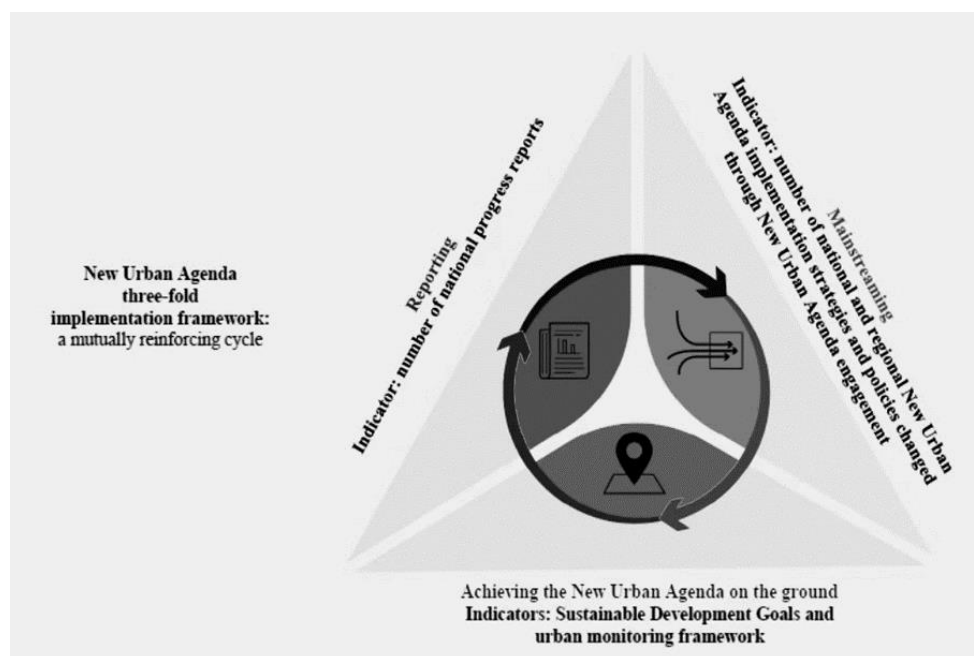 New Urban Agenda
three-fold
implementation framework:
a mutually reinforcing cycle
Reporting
Indicator: number of national progress reports
Mainstreaming
Indicator: number of national and regional New Urban
Agenda implementation strategies and policies changed
through New Urban Agenda engagement
Achieving the New Urban Agenda on the ground
Indicators: Sustainable Development Goals and
urban monitoring framework